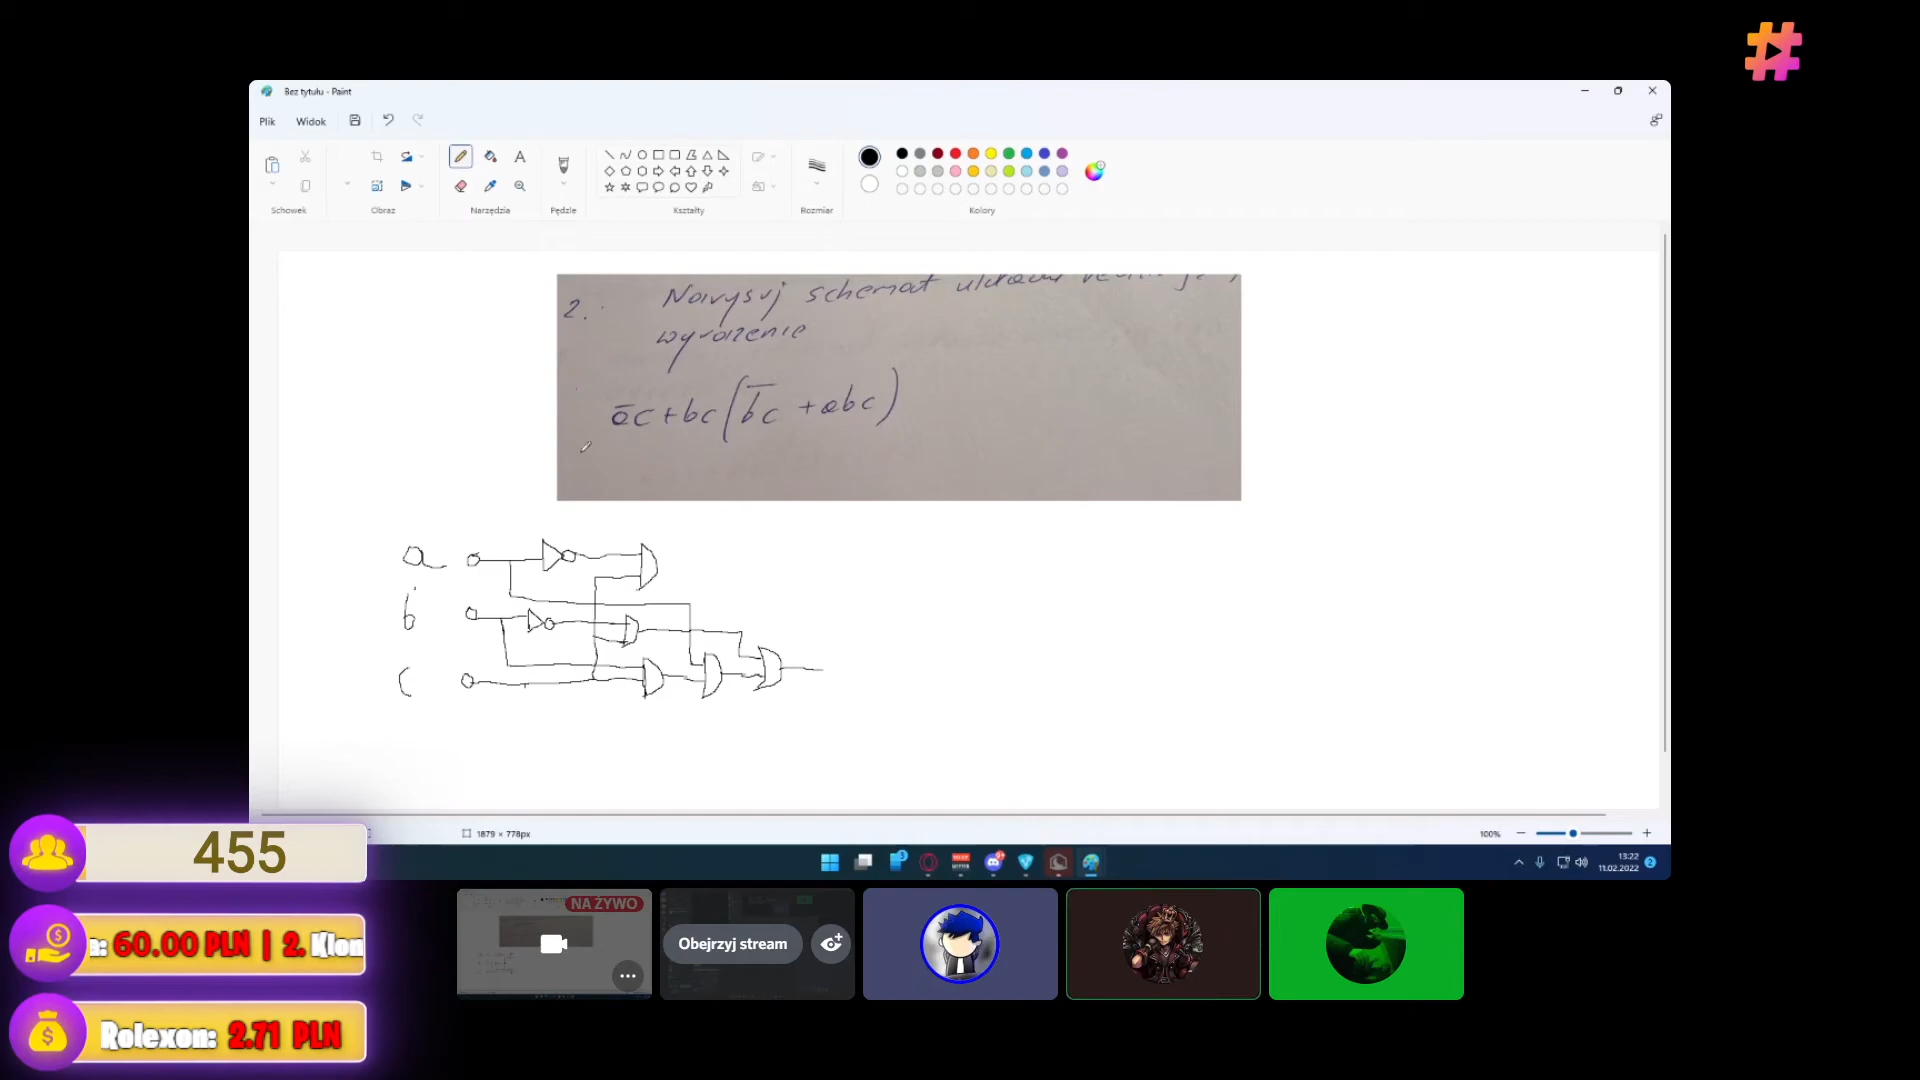 Bez tytułu - Paint
Plik Widok
Schowek Obraz Narzędzia Pędzle Kształty Rozmiar Kolory
2. Narysuj schemat układu
wyrażenie
a̅c+bc(b̅c̅ +abc)
a
b
c
1879 × 778px
100%
13:22
11.02.2022
2
455
60.00 PLN | 2. Klon
Rolexon: 2.71 PLN
NA ŻYWO
Obejrzyj stream